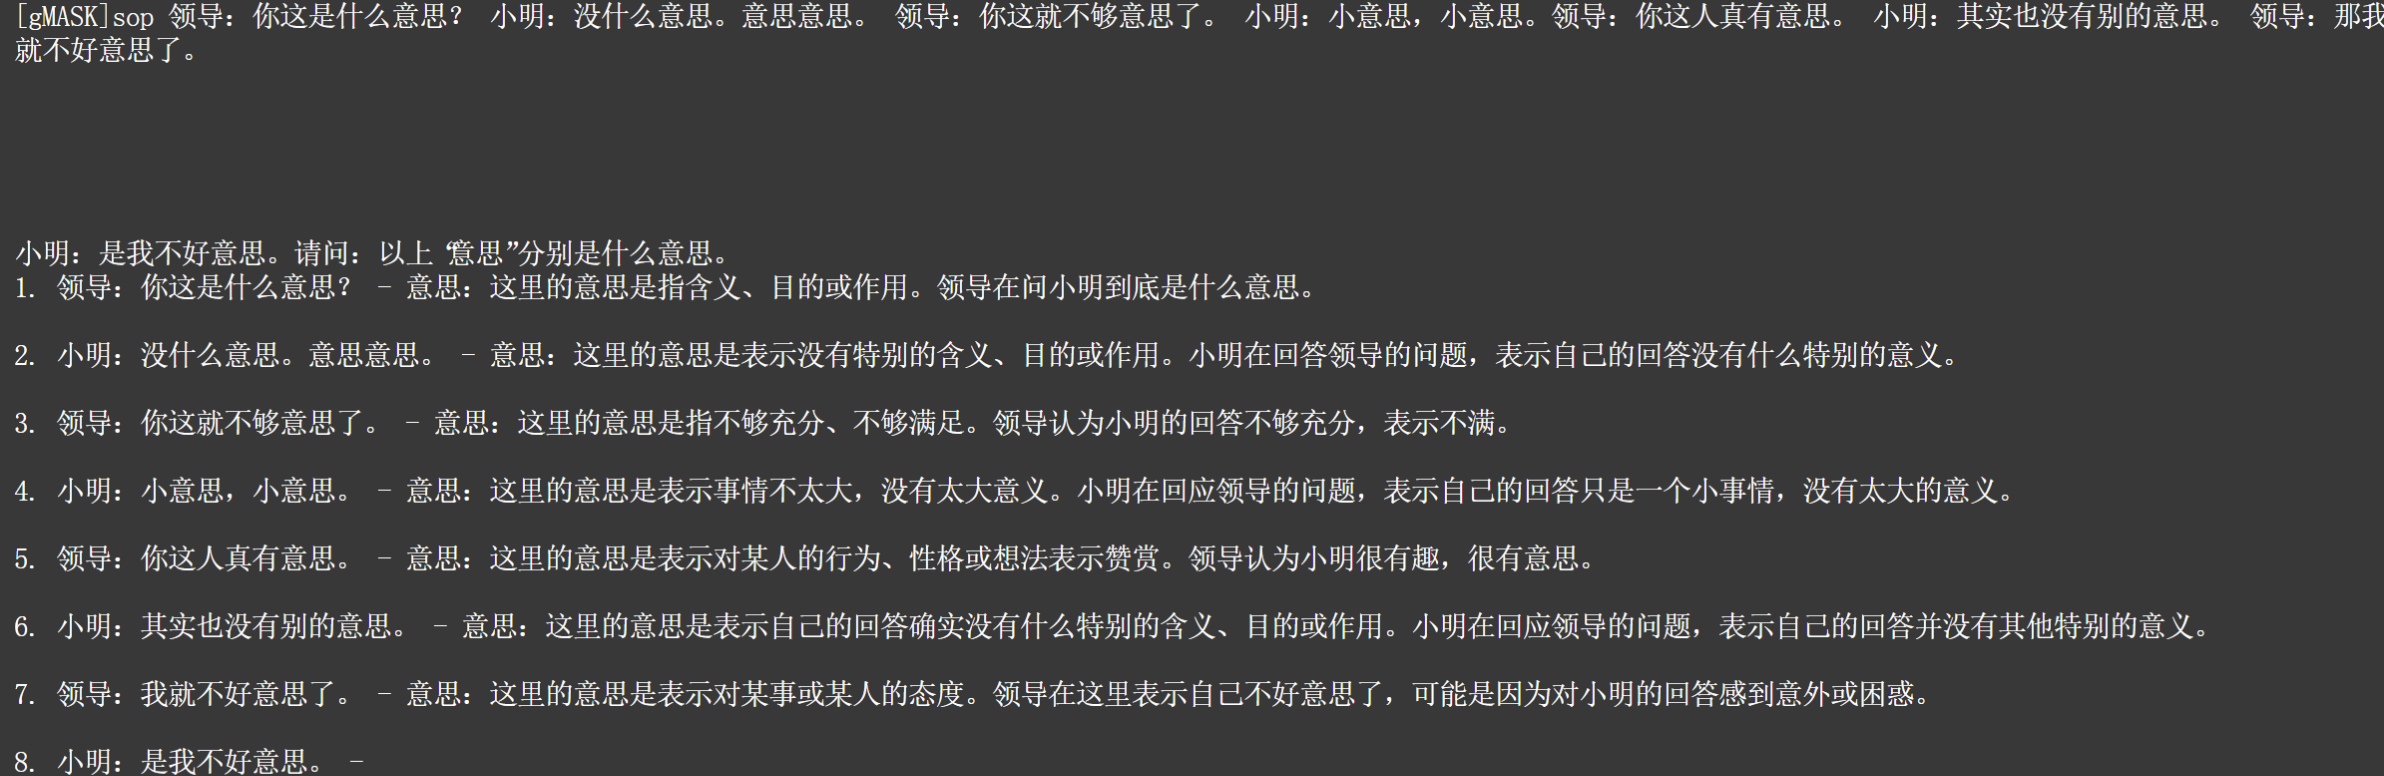 [gMASK]sop 领导：你这是什么意思？ 小明：没什么意思。意思意思。 领导：你这就不够意思了。 小明：小意思，小意思。领导：你这人真有意思。 小明：其实也没有别的意思。 领导：那我
就不好意思了。
小明：是我不好意思。请问：以上“意思”分别是什么意思。
1. 领导：你这是什么意思？ - 意思：这里的意思是指含义、目的或作用。领导在问小明到底是什么意思。
2. 小明：没什么意思。意思意思。 - 意思：这里的意思是表示没有特别的含义、目的或作用。小明在回答领导的问题，表示自己的回答没有什么特别的意义。
3. 领导：你这就不够意思了。 - 意思：这里的意思是指不够充分、不够满足。领导认为小明的回答不够充分，表示不满。
4. 小明：小意思，小意思。 - 意思：这里的意思是表示事情不太大，没有太大意义。小明在回应领导的问题，表示自己的回答只是一个小事情，没有太大的意义。
5. 领导：你这人真有意思。 - 意思：这里的意思是表示对某人的行为、性格或想法表示赞赏。领导认为小明很有趣，很有意思。
6. 小明：其实也没有别的意思。 - 意思：这里的意思是表示自己的回答确实没有什么特别的含义、目的或作用。小明在回应领导的问题，表示自己的回答并没有其他特别的意义。
7. 领导：我就不好意思了。 - 意思：这里的意思是表示对某事或某人的态度。领导在这里表示自己不好意思了，可能是因为对小明的回答感到意外或困惑。
8. 小明：是我不好意思。 -